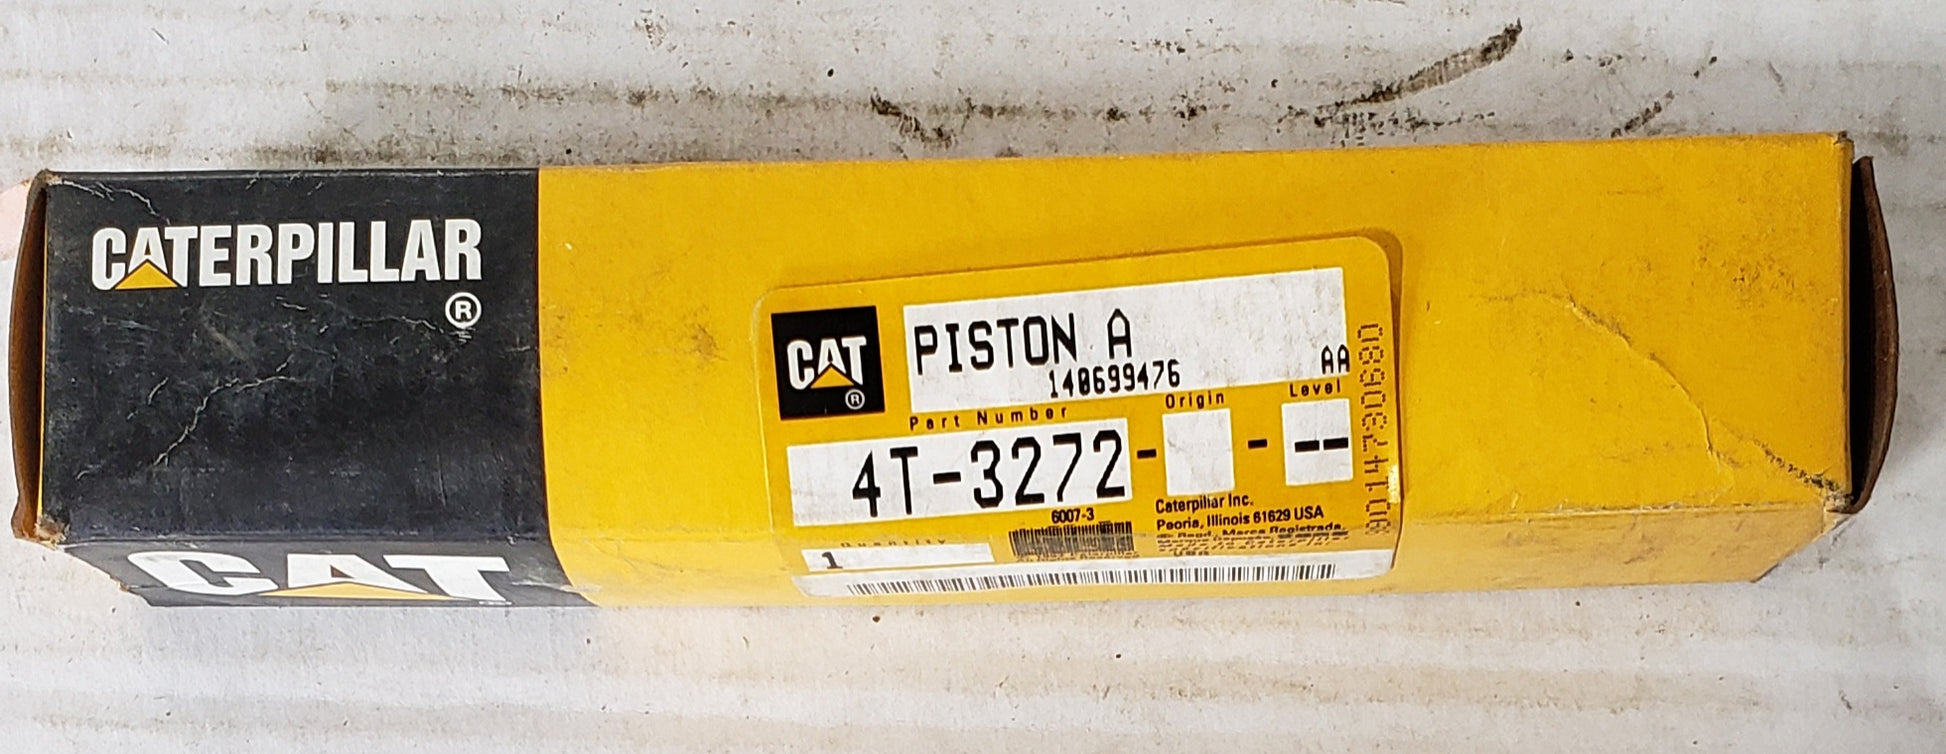 CATERPILLAR
®
CAT
CAT
®
PISTON A
140699476
AA
Part Number
Origin
Level
4T-3272-
-
--
6007-3
Caterpillar Inc.
Peoria, Illinois 61629 USA
Quantity
1